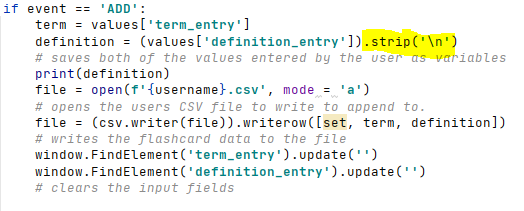 if event == 'ADD':
    term = values['term_entry']
    definition = (values['definition_entry']).strip('\n')
    # saves both of the values entered by the user as variables
    print(definition)
    file = open(f'{username}.csv', mode = 'a')
    # opens the users CSV file to write to append to.
    file = (csv.writer(file)).writerow([set, term, definition])
    # writes the flashcard data to the file
    window.FindElement('term_entry').update('')
    window.FindElement('definition_entry').update('')
    # clears the input fields